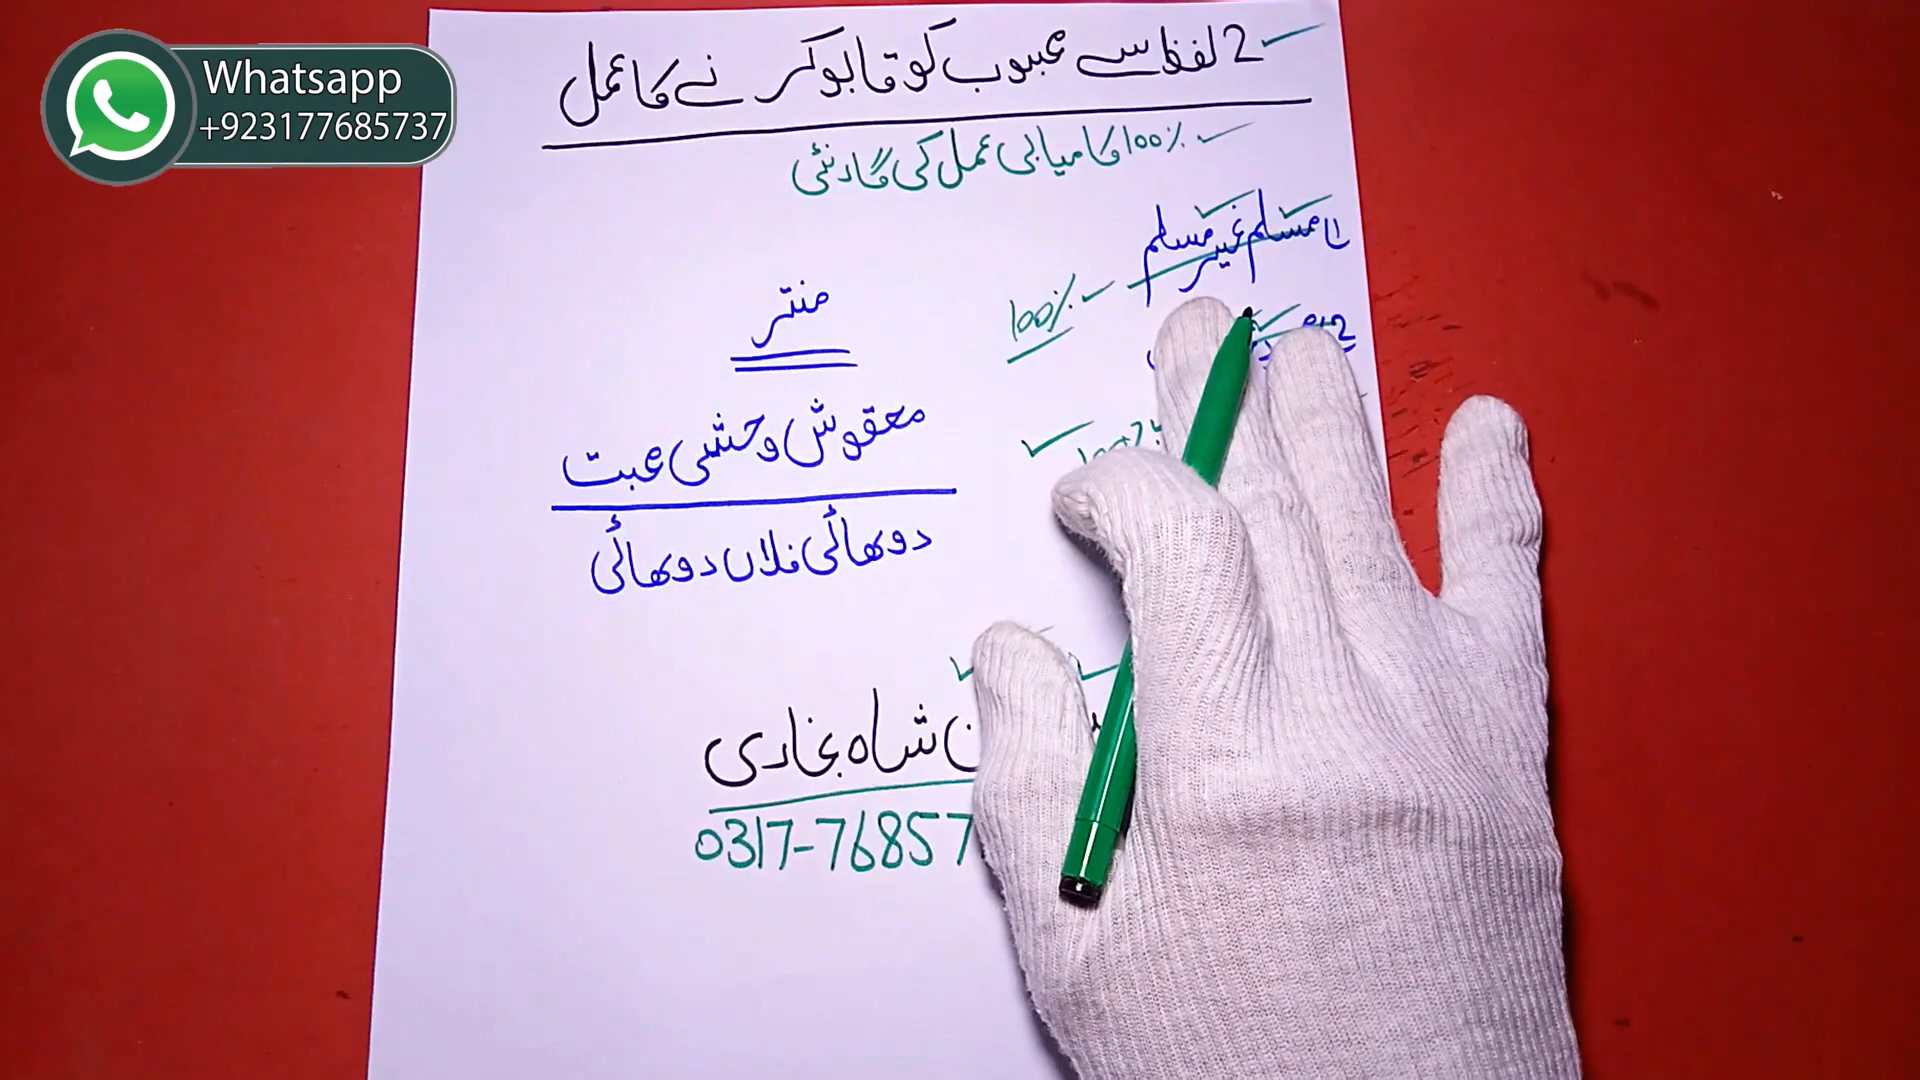 Whatsapp
+923177685737
2 لفظ سے محبوب کو قابو کرنے کا عمل
100% کامیابی عمل کی گارنٹی
1) مسلم غیر مسلم
100%
منتر
معقوش وحشی محبت
دوھائی فلاں دوھائی
شاہ بخاری
0317-76857